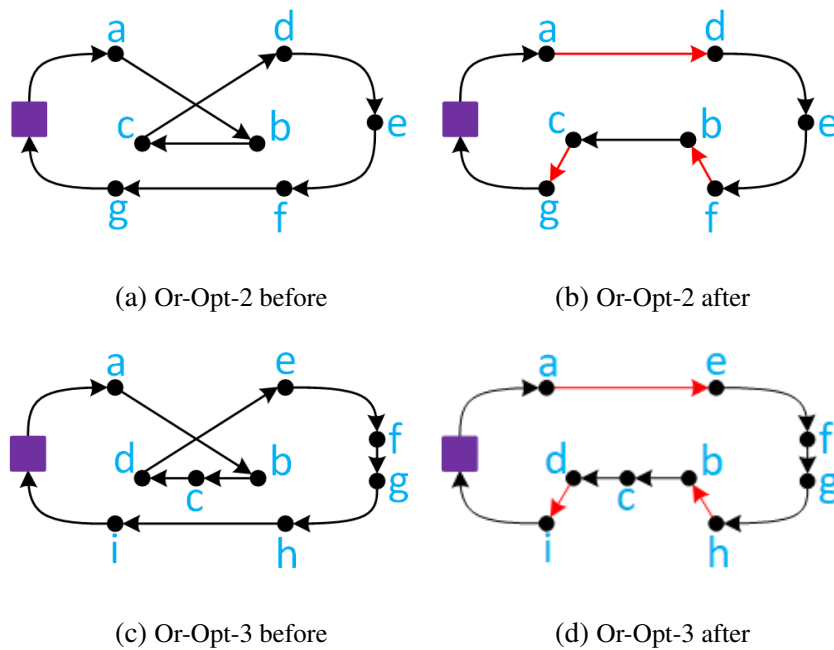 a
d
e
c
b
g
f
a
d
e
c
b
g
f
(a) Or-Opt-2 before
(b) Or-Opt-2 after
a
e
f
d
b
g
c
i
h
a
e
f
d
b
g
c
i
h
(c) Or-Opt-3 before
(d) Or-Opt-3 after